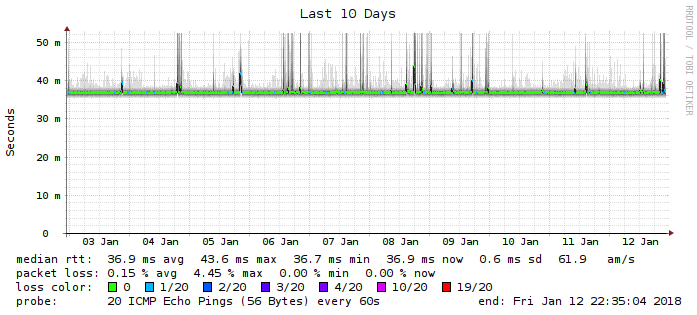 Last 10 Days
RRDTOOL / TOBI OETIKER
Seconds
50 m
40 m
30 m
20 m
10 m
0
03 Jan 04 Jan 05 Jan 06 Jan 07 Jan 08 Jan 09 Jan 10 Jan 11 Jan 12 Jan
median rtt: 36.9 ms avg 43.6 ms max 36.7 ms min 36.9 ms now 0.6 ms sd 61.9 am/s
packet loss: 0.15 % avg 4.45 % max 0.00 % min 0.00 % now
loss color: 0 1/20 2/20 3/20 4/20 10/20 19/20
probe: 20 ICMP Echo Pings (56 Bytes) every 60s end: Fri Jan 12 22:35:04 2018